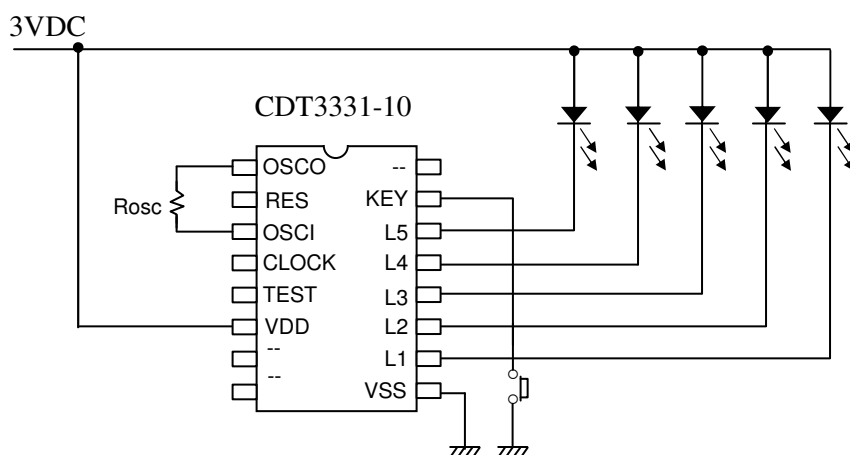 3VDC
CDT3331-10
OSCO
--
RES
KEY
Rosc
OSCI
L5
CLOCK
L4
TEST
L3
VDD
L2
--
L1
--
VSS